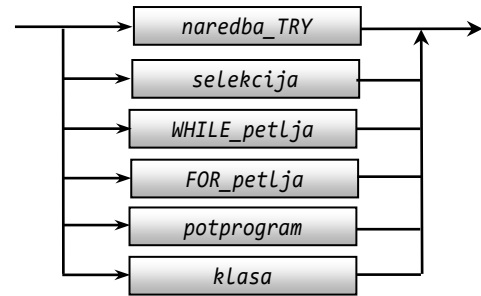 naredba_TRY
selekcija
WHILE_petlja
FOR_petlja
potprogram
klasa